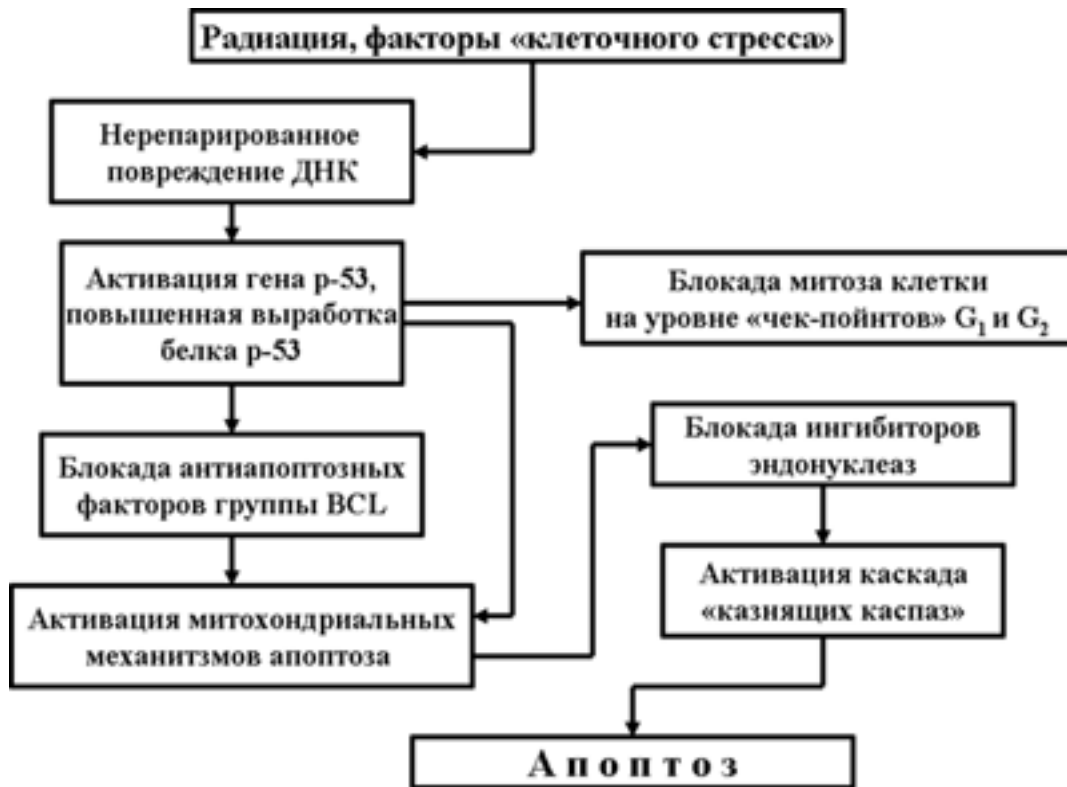 Радиация, факторы «клеточного стресса»
Нерепарированное
повреждение ДНК
Активация гена р-53,
повышенная выработка
белка р-53
Блокада митоза клетки
на уровне «чек-пойнтов» G₁ и G₂
Блокада антиапоптозных
факторов группы BCL
Блокада ингибиторов
эндонуклеаз
Активация митохондриальных
механитзмов апоптоза
Активация каскада
«казнящих каспаз»
А п о п т о з